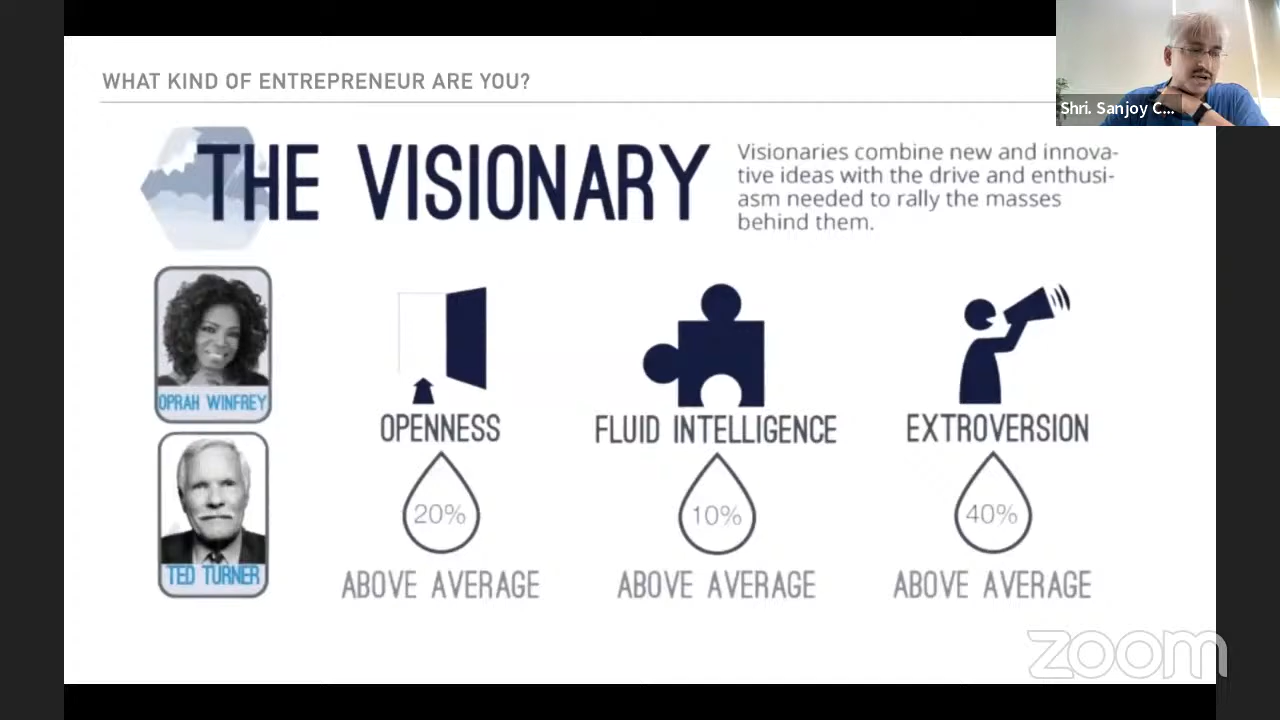 WHAT KIND OF ENTREPRENEUR ARE YOU?
Shri. Sanjoy C...
THE VISIONARY
Visionaries combine new and innova-
tive ideas with the drive and enthusi-
asm needed to rally the masses
behind them.
OPRAH WINFREY
TED TURNER
OPENNESS
FLUID INTELLIGENCE
EXTROVERSION
20%
10%
40%
ABOVE AVERAGE
ABOVE AVERAGE
ABOVE AVERAGE
zoom